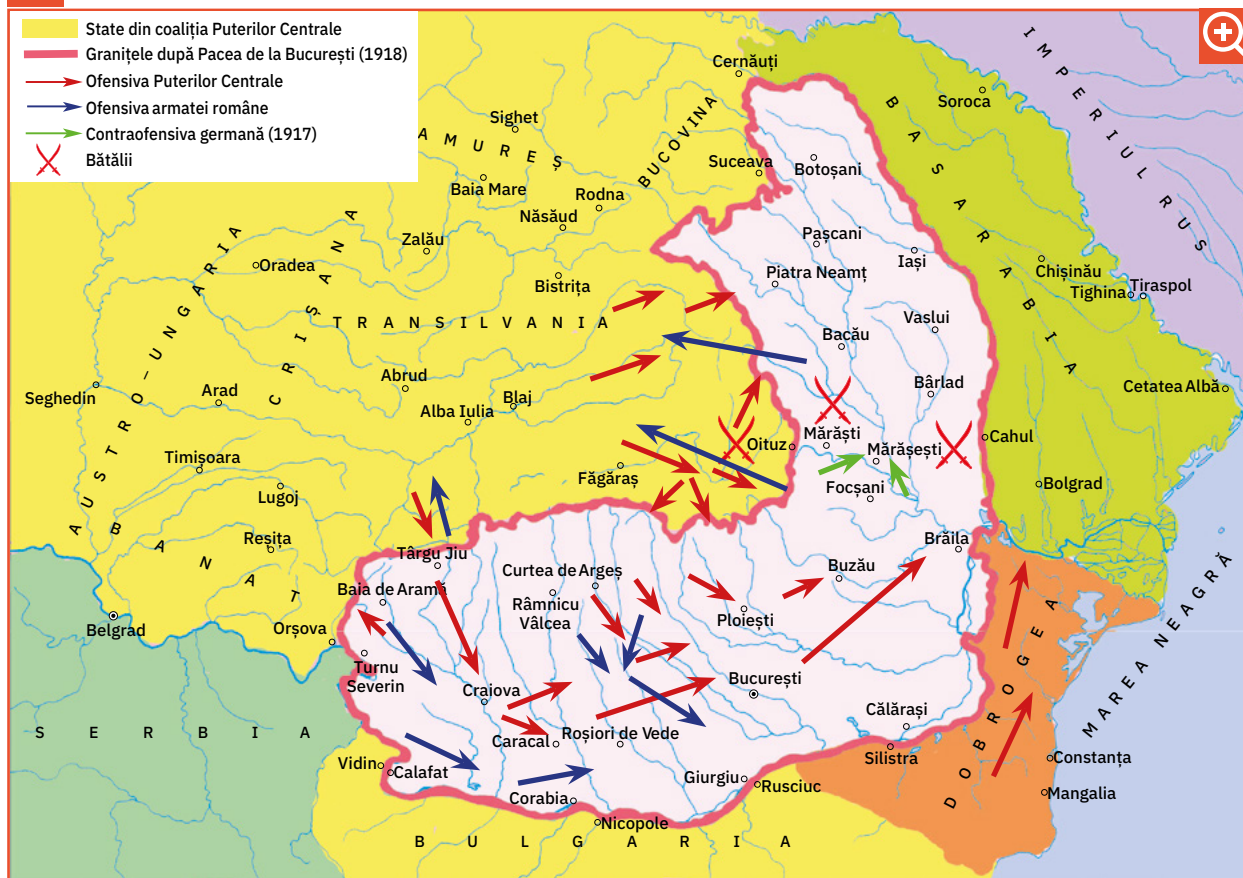 State din coaliția Puterilor Centrale
Granițele după Pacea de la București (1918)
Ofensiva Puterilor Centrale
Ofensiva armatei române
Contraofensiva germană (1917)
Bătălii
IMPERIUL RUS
Cernăuți
Soroca
BASARABIA
Sighet
AMUREȘ
BUCOVINA
Suceava
Botoșani
Baia Mare
Rodna
Năsăud
Pașcani
Iași
Zalău
Oradea
CRIȘANA
Chișinău
Tighina
Tiraspol
Bistrița
Piatra Neamț
TRANSILVANIA
Vaslui
AUSTRO-UNGARIA
Bacău
Seghedin
Arad
Abrud
Blaj
Alba Iulia
Bârlad
Cetatea Albă
Oituz
Mărăști
Mărășești
Cahul
Timișoara
Făgăraș
Focșani
Bolgrad
Lugoj
BANAT
Reșița
Târgu Jiu
Brăila
Curtea de Argeș
Buzău
Baia de Aramă
Râmnicu
Vâlcea
Ploiești
Belgrad
Orșova
MAREA NEAGRĂ
Turnu
Severin
Craiova
București
DOBROGEA
Călărași
SERBIA
Caracal
Roșiori de Vede
Silistra
Constanța
Vidin
Calafat
Giurgiu
Rusciuc
Mangalia
Corabia
Nicopole
BULGARIA